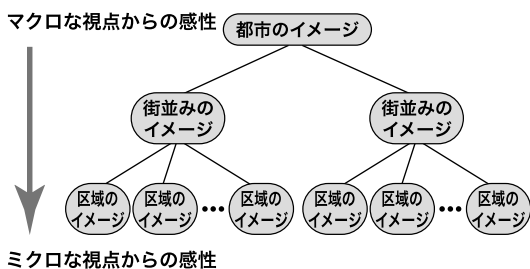 マクロな視点からの感性
都市のイメージ
街並みの
イメージ
街並みの
イメージ
区域の
イメージ
区域の
イメージ
•••
区域の
イメージ
区域の
イメージ
区域の
イメージ
•••
区域の
イメージ
ミクロな視点からの感性